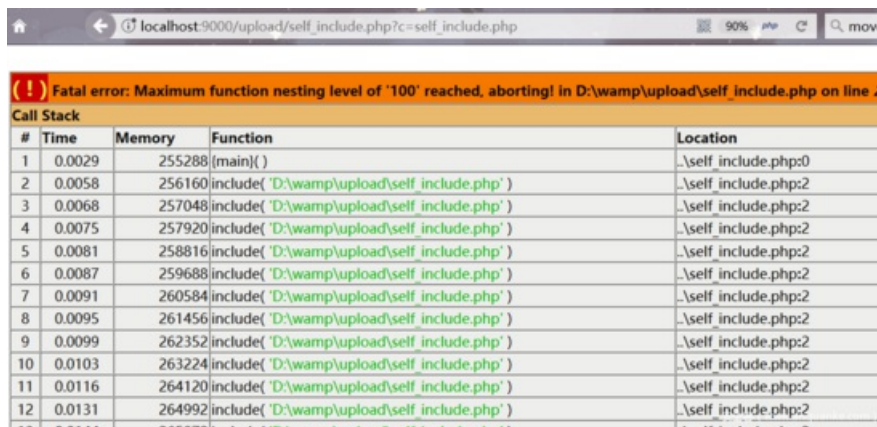 localhost:9000/upload/self_include.php?c=self_include.php 90% php mov
( ! ) Fatal error: Maximum function nesting level of '100' reached, aborting! in D:\wamp\upload\self_include.php on line
Call Stack
# Time Memory Function Location
1 0.0029 255288 {main}( ) ..\self_include.php:0
2 0.0058 256160 include( 'D:\wamp\upload\self_include.php' ) ..\self_include.php:2
3 0.0068 257048 include( 'D:\wamp\upload\self_include.php' ) ..\self_include.php:2
4 0.0075 257920 include( 'D:\wamp\upload\self_include.php' ) ..\self_include.php:2
5 0.0081 258816 include( 'D:\wamp\upload\self_include.php' ) ..\self_include.php:2
6 0.0087 259688 include( 'D:\wamp\upload\self_include.php' ) ..\self_include.php:2
7 0.0091 260584 include( 'D:\wamp\upload\self_include.php' ) ..\self_include.php:2
8 0.0095 261456 include( 'D:\wamp\upload\self_include.php' ) ..\self_include.php:2
9 0.0099 262352 include( 'D:\wamp\upload\self_include.php' ) ..\self_include.php:2
10 0.0103 263224 include( 'D:\wamp\upload\self_include.php' ) ..\self_include.php:2
11 0.0116 264120 include( 'D:\wamp\upload\self_include.php' ) ..\self_include.php:2
12 0.0131 264992 include( 'D:\wamp\upload\self_include.php' ) ..\self_include.php:2